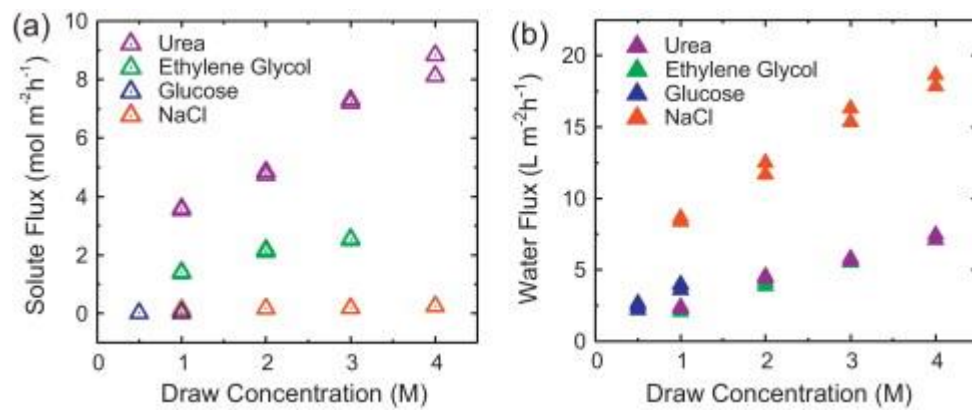 (a)
Solute Flux (mol m⁻²h⁻¹)
10
8
6
4
2
0
Urea
Ethylene Glycol
Glucose
NaCl
0 1 2 3 4
Draw Concentration (M)
(b)
Water Flux (L m⁻²h⁻¹)
20
15
10
5
0
Urea
Ethylene Glycol
Glucose
NaCl
0 1 2 3 4
Draw Concentration (M)